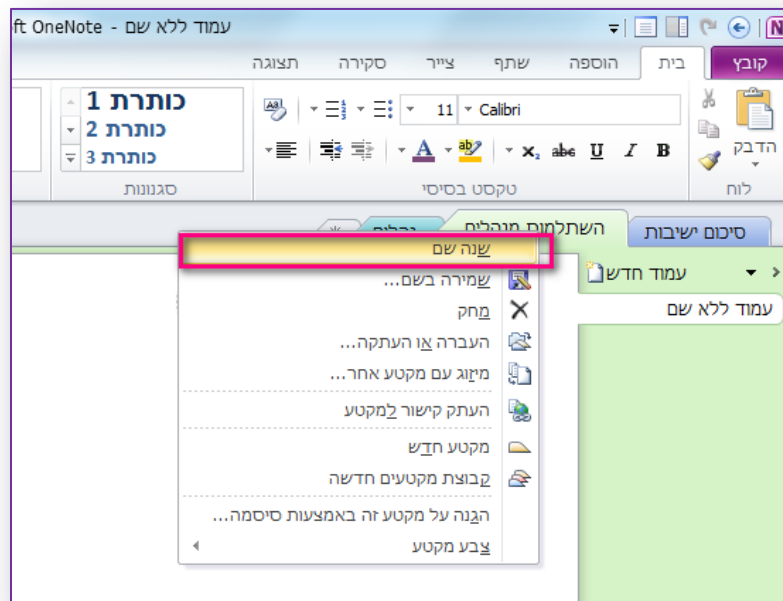 עמוד ללא שם - ft OneNote
קובץ
בית
הוספה
שתף
צייר
סקירה
תצוגה
הדבק
לוח
Calibri
11
B I U abc x₂
A
טקסט בסיסי
כותרת 1
כותרת 2
כותרת 3
סגנונות
סיכום ישיבות
השתלמות מנהלים
נהלים
עמוד חדש
עמוד ללא שם
שנה שם
שמירה בשם...
מחק
העברה או העתקה...
מיזוג עם מקטע אחר...
העתק קישור למקטע
מקטע חדש
קבוצת מקטעים חדשה
הגנה על מקטע זה באמצעות סיסמה...
צבע מקטע